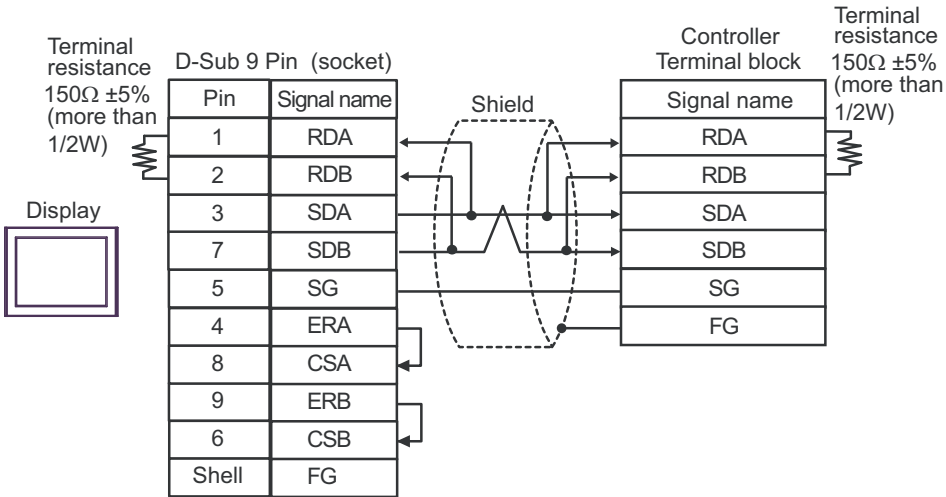 Terminal
resistance
150Ω ±5%
(more than
1/2W)
D-Sub 9 Pin (socket)
Pin Signal name
1 RDA
2 RDB
3 SDA
7 SDB
5 SG
4 ERA
8 CSA
9 ERB
6 CSB
Shell FG
Display
Shield
Controller
Terminal block
Signal name
RDA
RDB
SDA
SDB
SG
FG
Terminal
resistance
150Ω ±5%
(more than
1/2W)